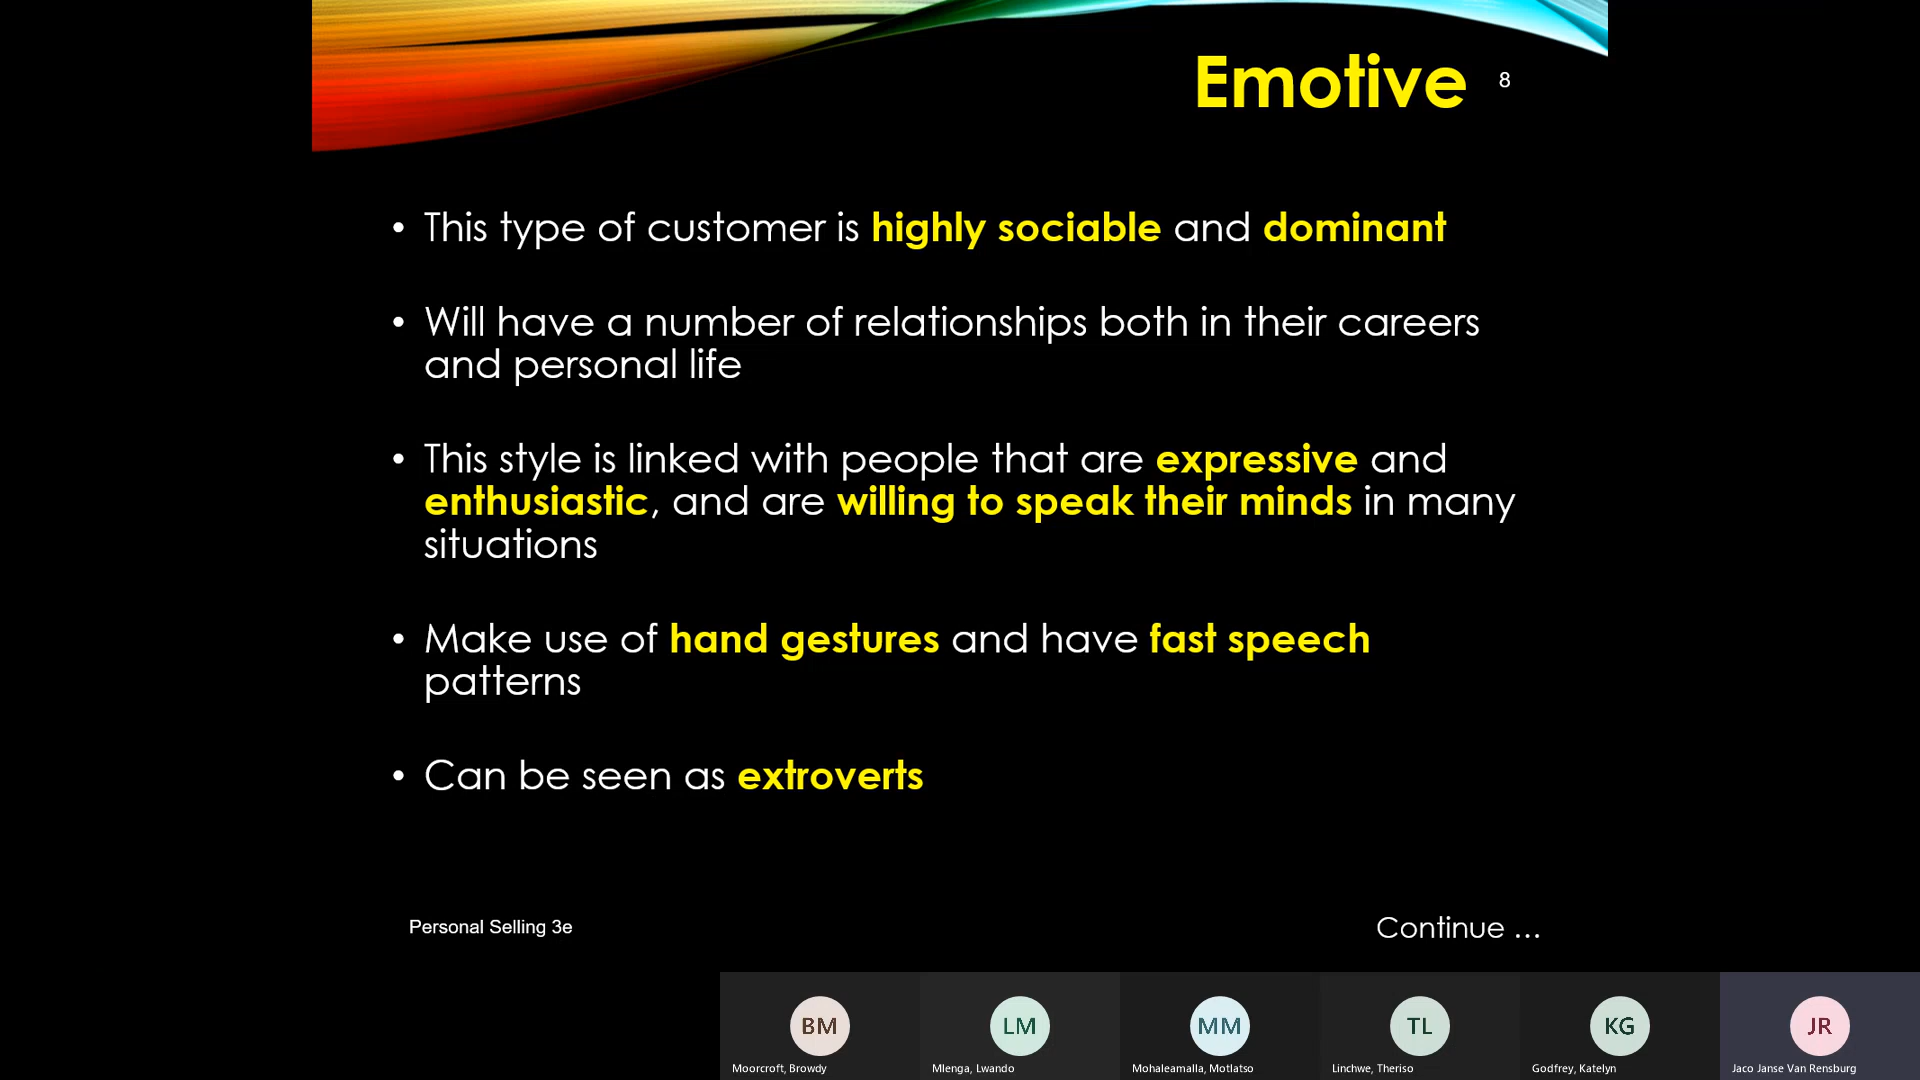 Emotive 8
• This type of customer is highly sociable and dominant
• Will have a number of relationships both in their careers
and personal life
• This style is linked with people that are expressive and
enthusiastic, and are willing to speak their minds in many
situations
• Make use of hand gestures and have fast speech
patterns
• Can be seen as extroverts
Personal Selling 3e
Continue …
BM LM MM TL KG JR
Moorcroft, Browdy Mlenga, Lwando Mohaleamalla, Motlatso Linchwe, Theriso Godfrey, Katelyn Jaco Janse Van Rensburg